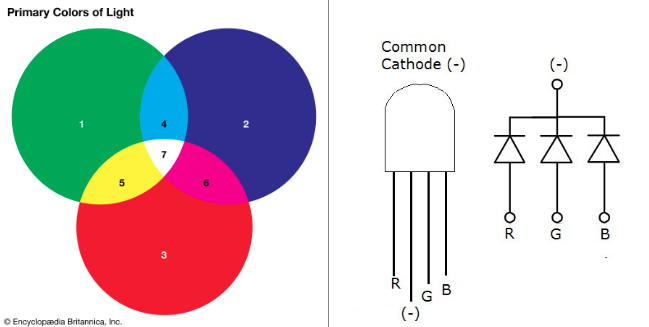 Primary Colors of Light
1
2
4
7
5
6
3
© Encyclopædia Britannica, Inc.
Common
Cathode (-)
R
(-)
G
B
(-)
R
G
B